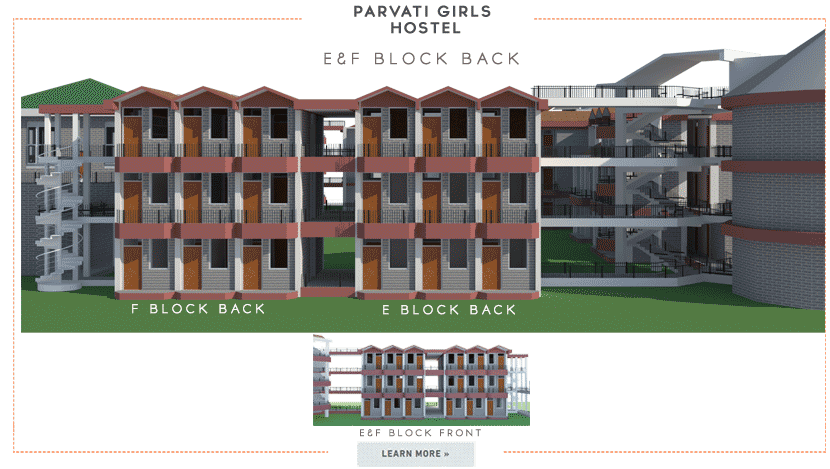 PARVATI GIRLS
HOSTEL
E&F BLOCK BACK
F BLOCK BACK
E BLOCK BACK
E&F BLOCK FRONT
LEARN MORE »